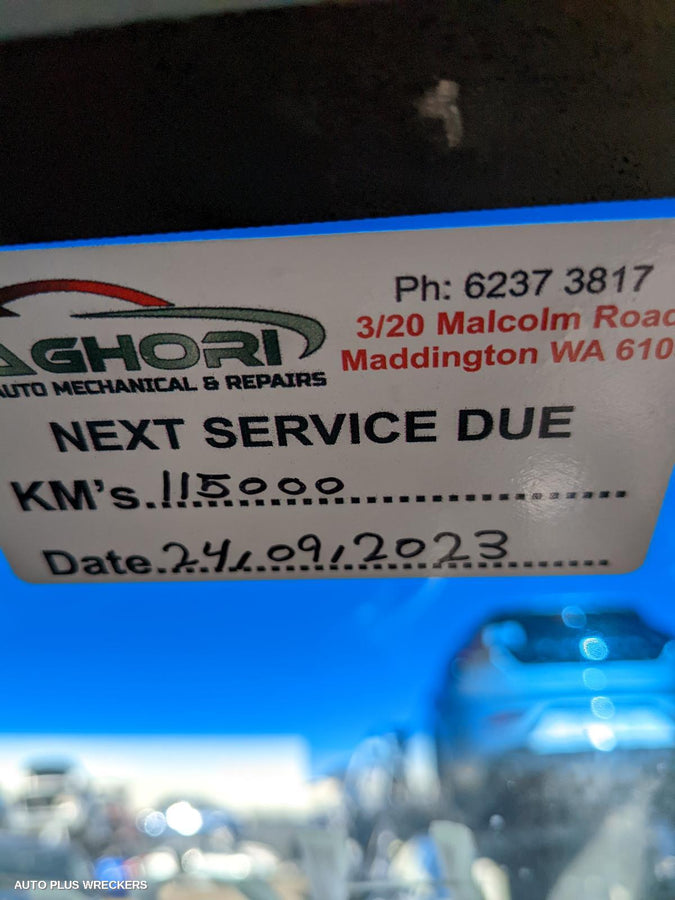 Ph: 6237 3817
3/20 Malcolm Road
Maddington WA 610
AGHORI
AUTO MECHANICAL & REPAIRS
NEXT SERVICE DUE
KM's 115000
Date 24/09/2023
AUTO PLUS WRECKERS